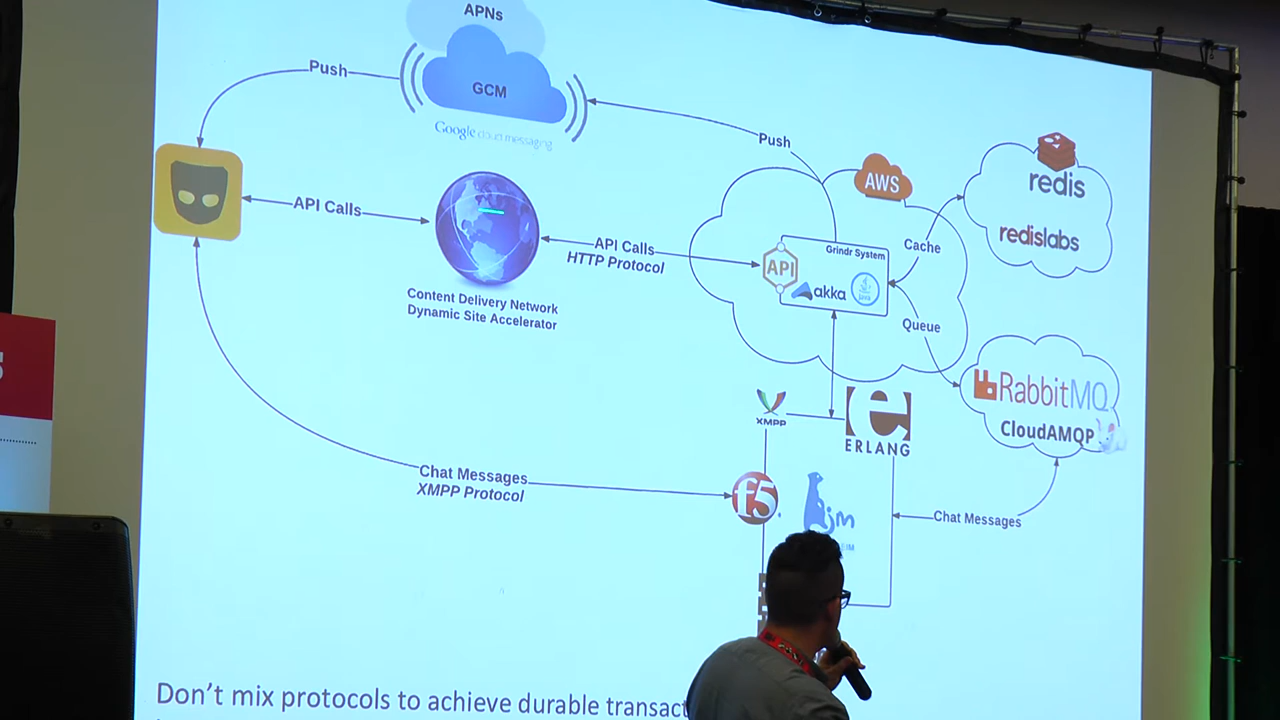 APNs
GCM
Google cloud messaging
Push
Push
API Calls
Content Delivery Network
Dynamic Site Accelerator
API Calls
HTTP Protocol
AWS
Grindr System
API
akka
Cache
Queue
redis
redislabs
RabbitMQ
CloudAMQP
XMPP
ERLANG
f5
jm
Chat Messages
XMPP Protocol
Chat Messages
Don't mix protocols to achieve durable transact